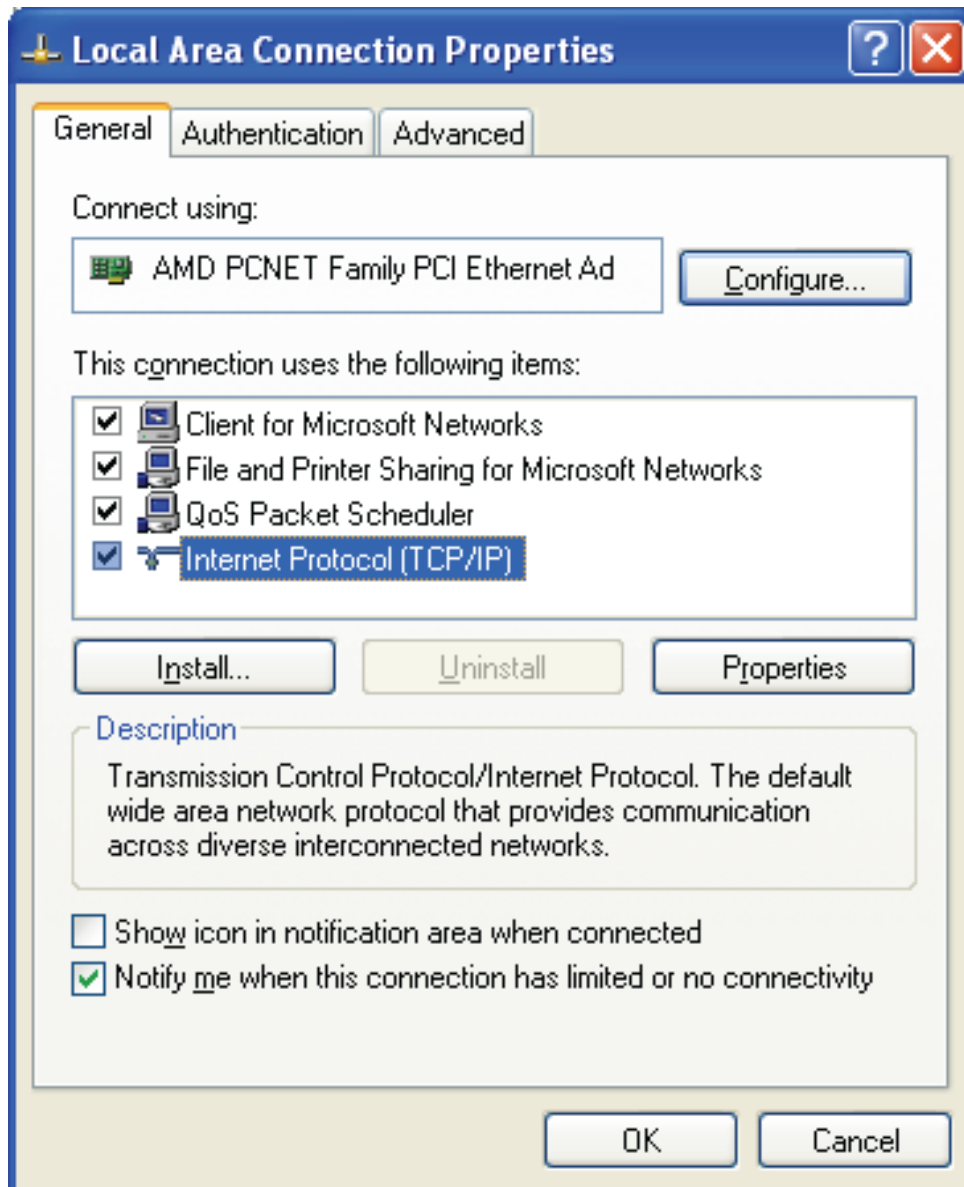 Local Area Connection Properties
General Authentication Advanced
Connect using:
AMD PCNET Family PCI Ethernet Ad
Configure...
This connection uses the following items:
Client for Microsoft Networks
File and Printer Sharing for Microsoft Networks
QoS Packet Scheduler
Internet Protocol (TCP/IP)
Install... Uninstall Properties
Description
Transmission Control Protocol/Internet Protocol. The default
wide area network protocol that provides communication
across diverse interconnected networks.
Show icon in notification area when connected
Notify me when this connection has limited or no connectivity
OK Cancel